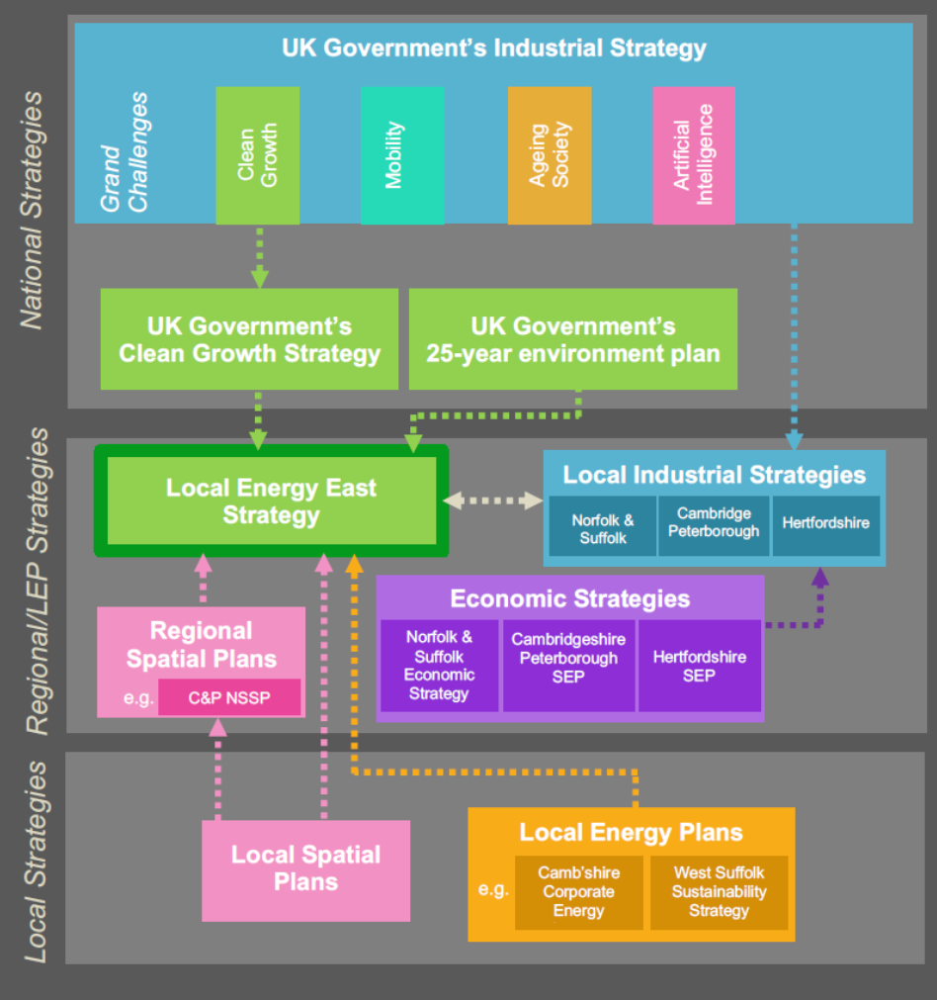 National Strategies
UK Government's Industrial Strategy
Grand
Challenges
Clean
Growth
Mobility
Ageing
Society
Artificial
Intelligence
UK Government's
Clean Growth Strategy
UK Government's
25-year environment plan
Regional/LEP Strategies
Local Energy East
Strategy
Local Industrial Strategies
Norfolk &
Suffolk
Cambridge
Peterborough
Hertfordshire
Regional
Spatial Plans
e.g.
C&P NSSP
Economic Strategies
Norfolk &
Suffolk
Economic
Strategy
Cambridgeshire
Peterborough
SEP
Hertfordshire
SEP
Local Strategies
Local Spatial
Plans
Local Energy Plans
e.g.
Camb'shire
Corporate
Energy
West Suffolk
Sustainability
Strategy